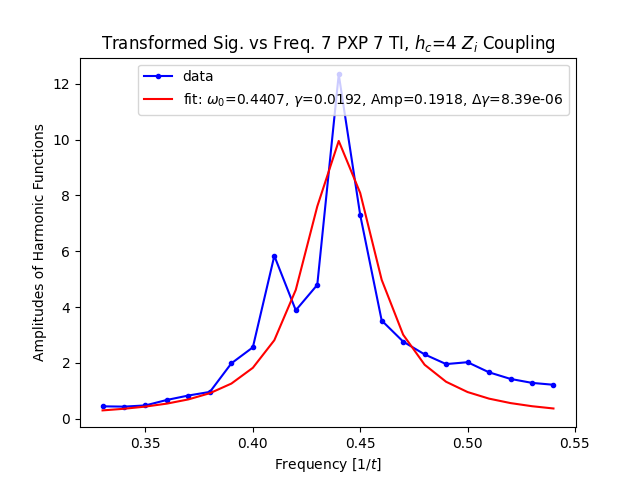 Transformed Sig. vs Freq. 7 PXP 7 TI, $h_c$=4 $Z_i$ Coupling
data
fit: $\omega_0$=0.4407, $\gamma$=0.0192, Amp=0.1918, $\Delta\gamma$=8.39e-06
Amplitudes of Harmonic Functions
12
10
8
6
4
2
0
0.35 0.40 0.45 0.50 0.55
Frequency [1/$t$]